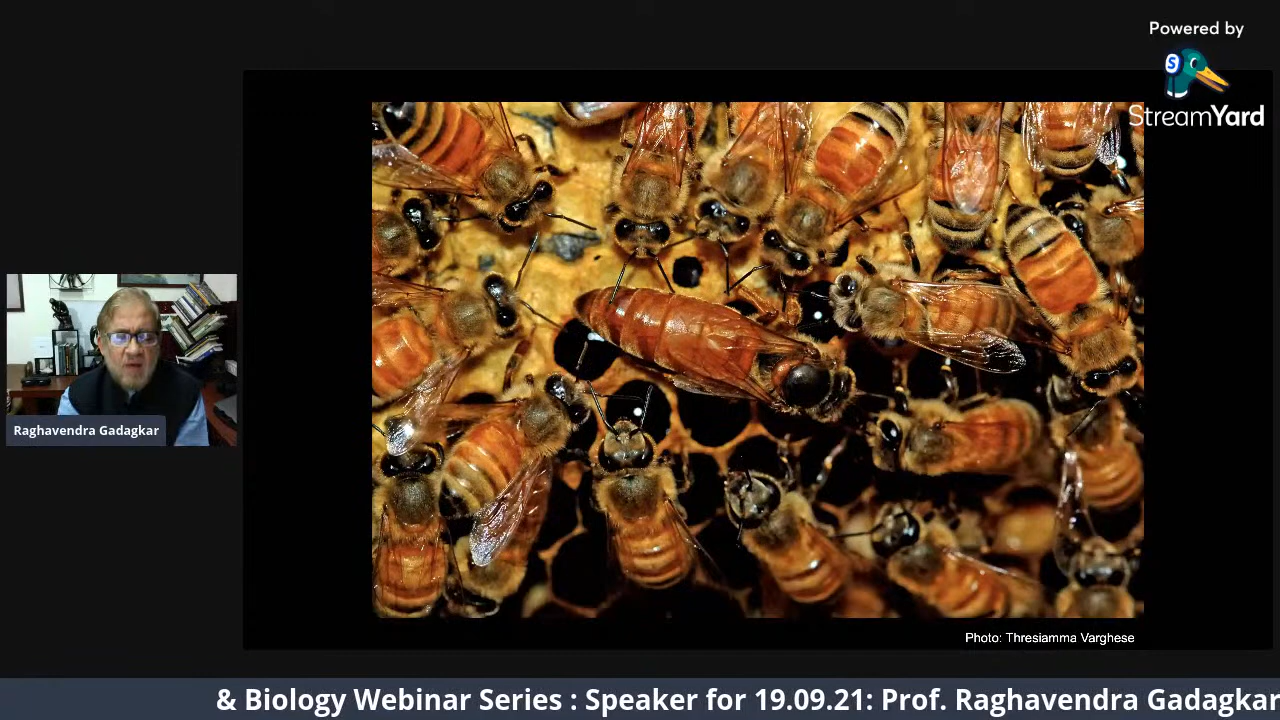 Powered by
S
StreamYard
Raghavendra Gadagkar
Photo: Thresiamma Varghese
& Biology Webinar Series : Speaker for 19.09.21: Prof. Raghavendra Gadagkar